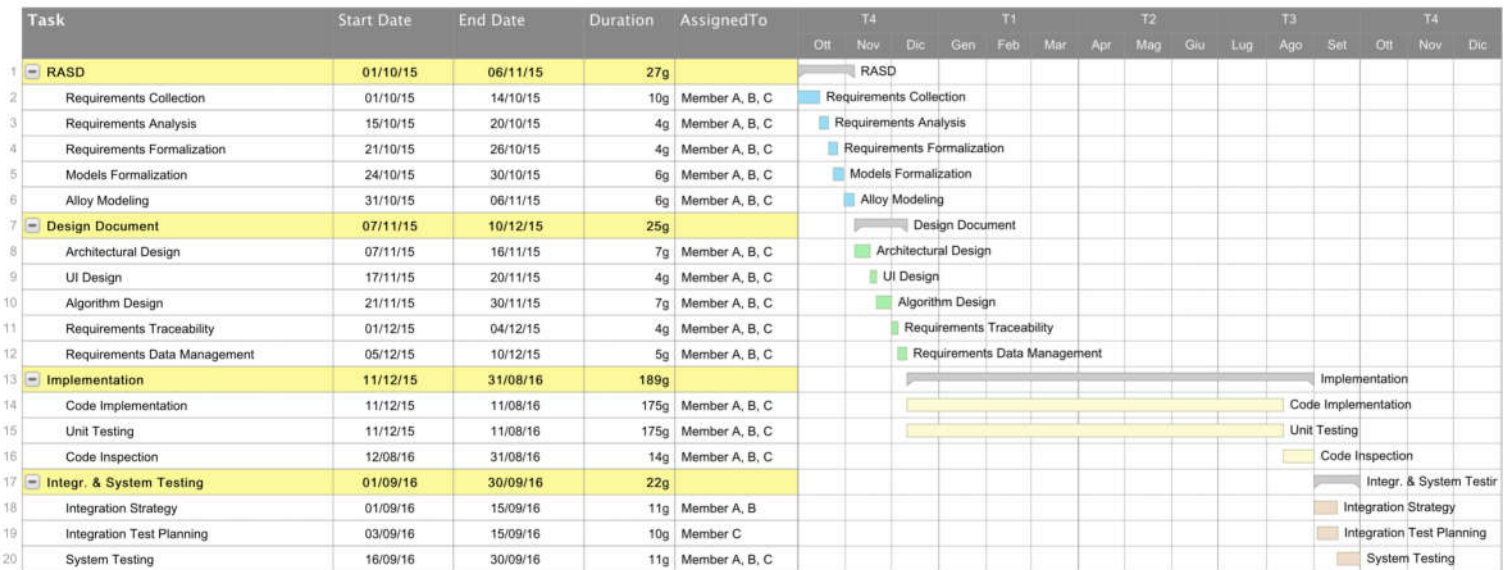 Task Start Date End Date Duration AssignedTo T4 T1 T2 T3 T4
Ott Nov Dic Gen Feb Mar Apr Mag Giu Lug Ago Set Ott Nov Dic
1 RASD 01/10/15 06/11/15 27g RASD
2 Requirements Collection 01/10/15 14/10/15 10g Member A, B, C Requirements Collection
3 Requirements Analysis 15/10/15 20/10/15 4g Member A, B, C Requirements Analysis
4 Requirements Formalization 21/10/15 26/10/15 4g Member A, B, C Requirements Formalization
5 Models Formalization 24/10/15 30/10/15 6g Member A, B, C Models Formalization
6 Alloy Modeling 31/10/15 06/11/15 6g Member A, B, C Alloy Modeling
7 Design Document 07/11/15 10/12/15 25g Design Document
8 Architectural Design 07/11/15 16/11/15 7g Member A, B, C Architectural Design
9 UI Design 17/11/15 20/11/15 4g Member A, B, C UI Design
10 Algorithm Design 21/11/15 30/11/15 7g Member A, B, C Algorithm Design
11 Requirements Traceability 01/12/15 04/12/15 4g Member A, B, C Requirements Traceability
12 Requirements Data Management 05/12/15 10/12/15 5g Member A, B, C Requirements Data Management
13 Implementation 11/12/15 31/08/16 189g Implementation
14 Code Implementation 11/12/15 11/08/16 175g Member A, B, C Code Implementation
15 Unit Testing 11/12/15 11/08/16 175g Member A, B, C Unit Testing
16 Code Inspection 12/08/16 31/08/16 14g Member A, B, C Code Inspection
17 Integr. & System Testing 01/09/16 30/09/16 22g Integr. & System Testir
18 Integration Strategy 01/09/16 15/09/16 11g Member A, B Integration Strategy
19 Integration Test Planning 03/09/16 15/09/16 10g Member C Integration Test Planning
20 System Testing 16/09/16 30/09/16 11g Member A, B, C System Testing